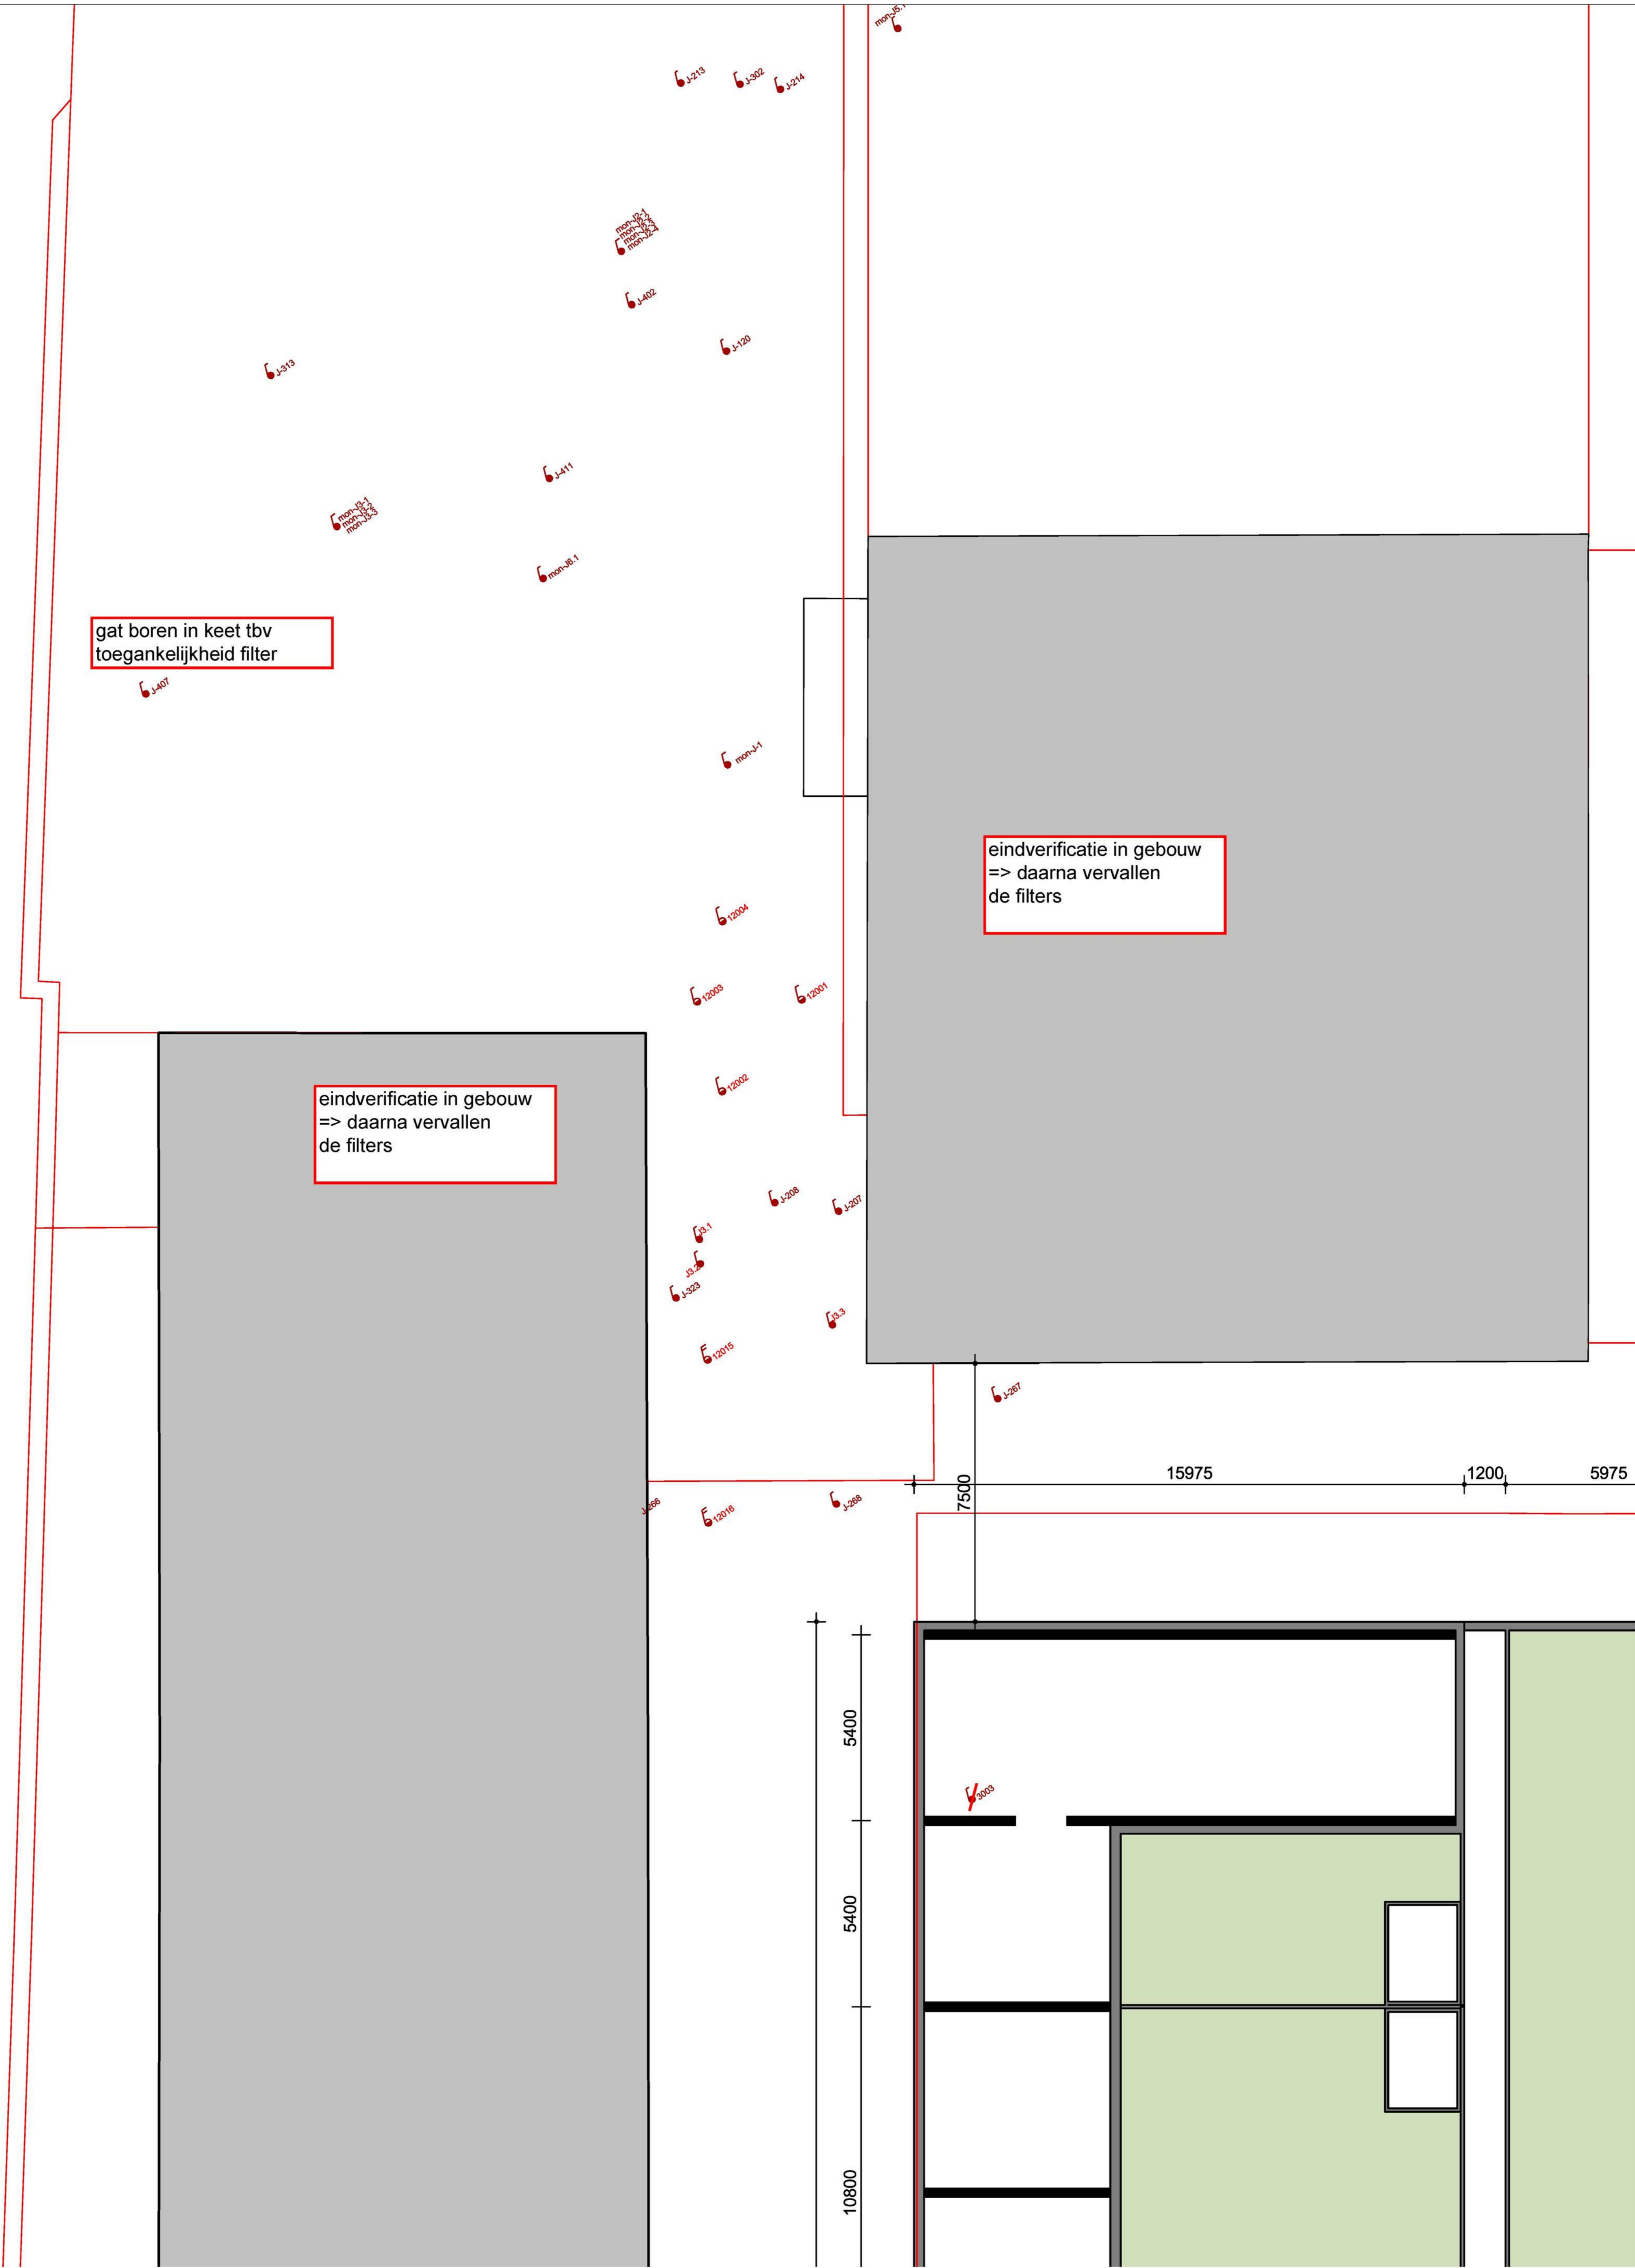 mon-J5.1
J-213
J-302
J-214
mon-J2-1
mon-J2-2
mon-J2-3
mon-J2-4
J-402
J-120
J-313
J-411
mon-J3-1
mon-J3-2
mon-J3-3
mon-J6.1
gat boren in keet tbv
toegankelijkheid filter
J-407
mon-J-1
eindverificatie in gebouw
=> daarna vervallen
de filters
12004
12003
12001
12002
eindverificatie in gebouw
=> daarna vervallen
de filters
J-208
J-207
J3.1
J3.2
J-323
J3.3
12015
J-267
15975
1200
5975
7500
J-266
12016
J-268
5400
3003
5400
10800